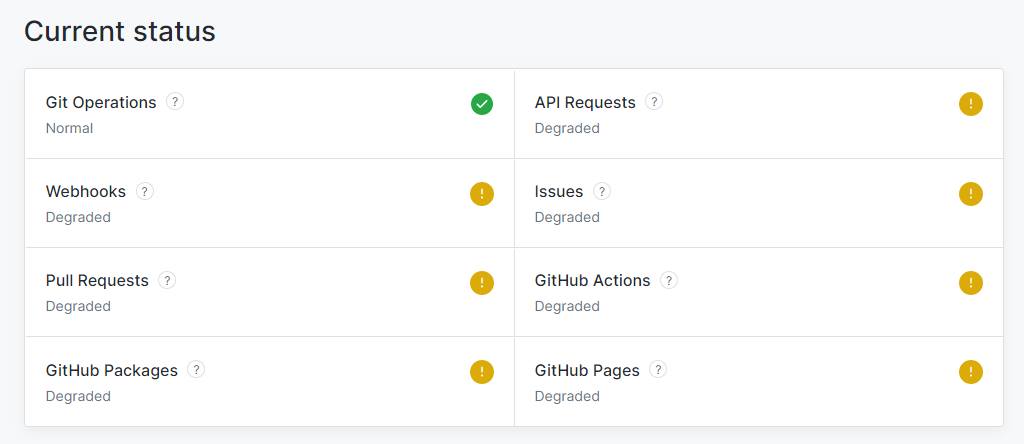 Current status
Git Operations ?
Normal
API Requests ?
Degraded
Webhooks ?
Degraded
Issues ?
Degraded
Pull Requests ?
Degraded
GitHub Actions ?
Degraded
GitHub Packages ?
Degraded
GitHub Pages ?
Degraded